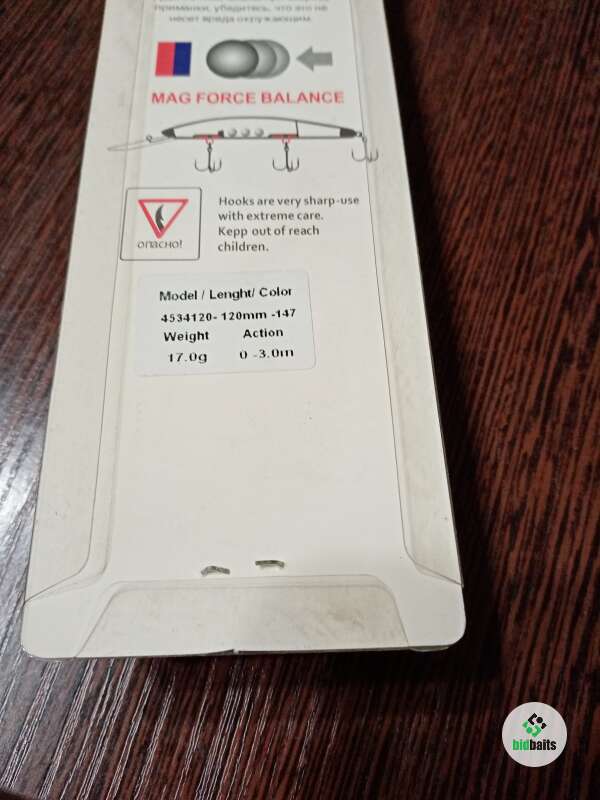 приманки, убедитесь, что это не
несет вреда окружающим.
MAG FORCE BALANCE
Hooks are very sharp-use
with extreme care.
Kepp out of reach
children.
ОПАСНО!
Model / Lenght/ Color
4534120- 120mm -147
Weight Action
17.0g 0 -3.0m
bidbaits